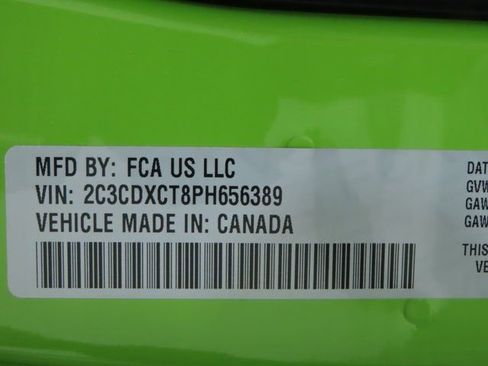 MFD BY: FCA US LLC
VIN: 2C3CDXCT8PH656389
VEHICLE MADE IN: CANADA
DAT
GVW
GAW
GAW
THIS
VE